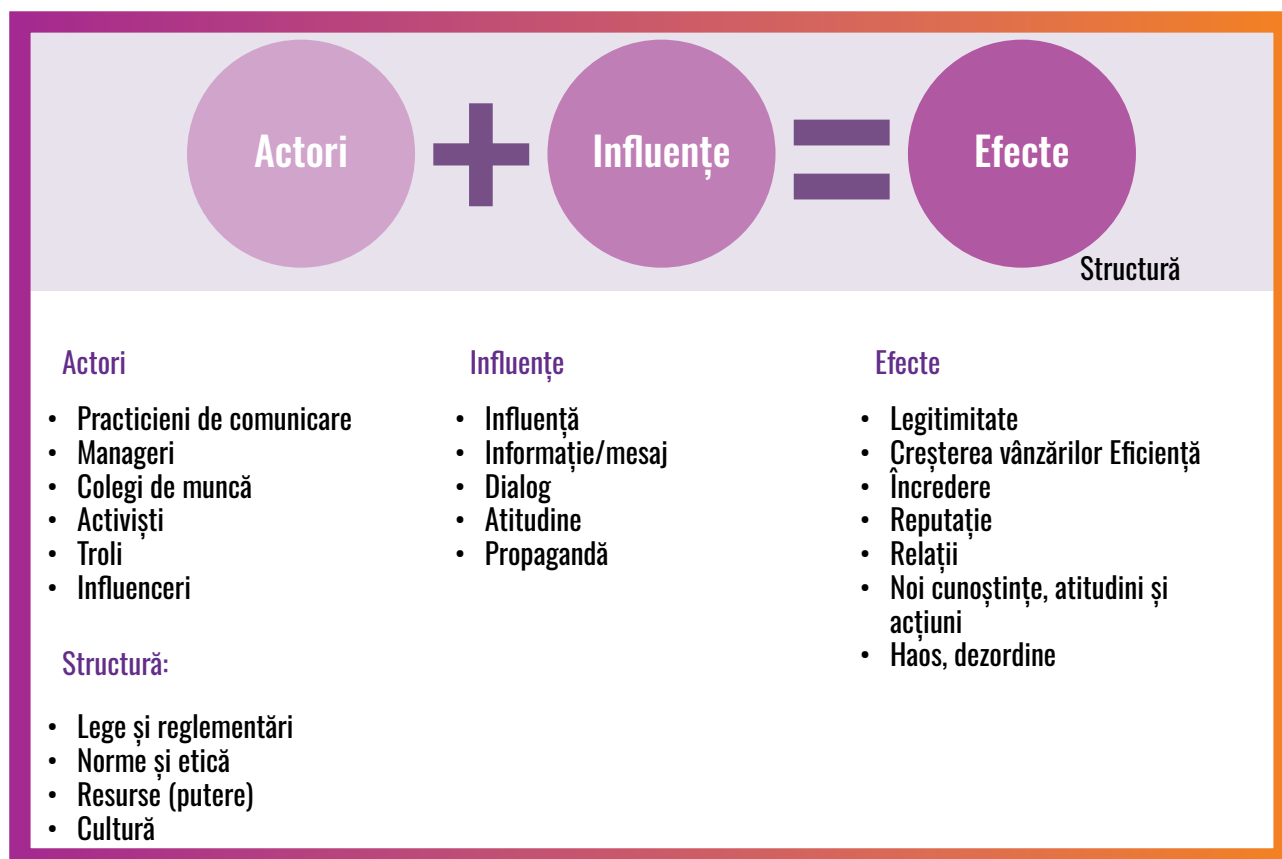 Actori
Influențe
Efecte
Structură
Actori
• Practicieni de comunicare
• Manageri
• Colegi de muncă
• Activiști
• Troli
• Influenceri
Structură:
• Lege și reglementări
• Norme și etică
• Resurse (putere)
• Cultură
Influențe
• Influență
• Informație/mesaj
• Dialog
• Atitudine
• Propagandă
Efecte
• Legitimitate
• Creșterea vânzărilor Eficiență
• Încredere
• Reputație
• Relații
• Noi cunoștințe, atitudini și
acțiuni
• Haos, dezordine